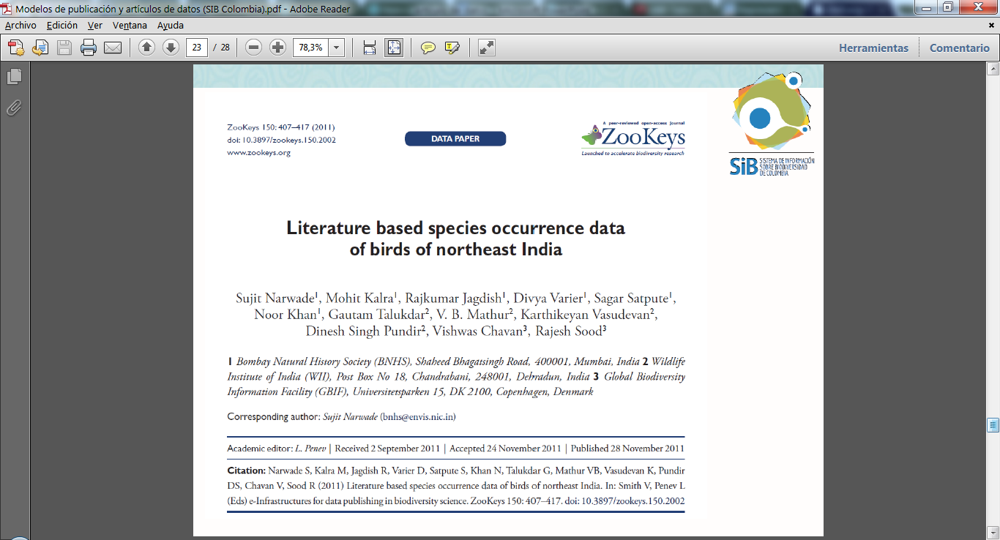 Modelos de publicación y artículos de datos (SIB Colombia).pdf - Adobe Reader
Archivo Edición Ver Ventana Ayuda
23 / 28 78,3% Herramientas Comentario
ZooKeys 150: 407–417 (2011)
doi: 10.3897/zookeys.150.2002
www.zookeys.org
DATA PAPER
A peer-reviewed open-access journal
ZooKeys
Launched to accelerate biodiversity research
SiB
SISTEMA DE INFORMACIÓN
SOBRE BIODIVERSIDAD
DE COLOMBIA
Literature based species occurrence data
of birds of northeast India
Sujit Narwade1, Mohit Kalra1, Rajkumar Jagdish1, Divya Varier1, Sagar Satpute1,
Noor Khan1, Gautam Talukdar2, V. B. Mathur2, Karthikeyan Vasudevan2,
Dinesh Singh Pundir2, Vishwas Chavan3, Rajesh Sood3
1 Bombay Natural History Society (BNHS), Shaheed Bhagatsingh Road, 400001, Mumbai, India 2 Wildlife
Institute of India (WII), Post Box No 18, Chandrabani, 248001, Dehradun, India 3 Global Biodiversity
Information Facility (GBIF), Universitetsparken 15, DK 2100, Copenhagen, Denmark
Corresponding author: Sujit Narwade (bnhs@envis.nic.in)
Academic editor: L. Penev | Received 2 September 2011 | Accepted 24 November 2011 | Published 28 November 2011
Citation: Narwade S, Kalra M, Jagdish R, Varier D, Satpute S, Khan N, Talukdar G, Mathur VB, Vasudevan K, Pundir
DS, Chavan V, Sood R (2011) Literature based species occurrence data of birds of northeast India. In: Smith V, Penev L
(Eds) e-Infrastructures for data publishing in biodiversity science. ZooKeys 150: 407–417. doi: 10.3897/zookeys.150.2002